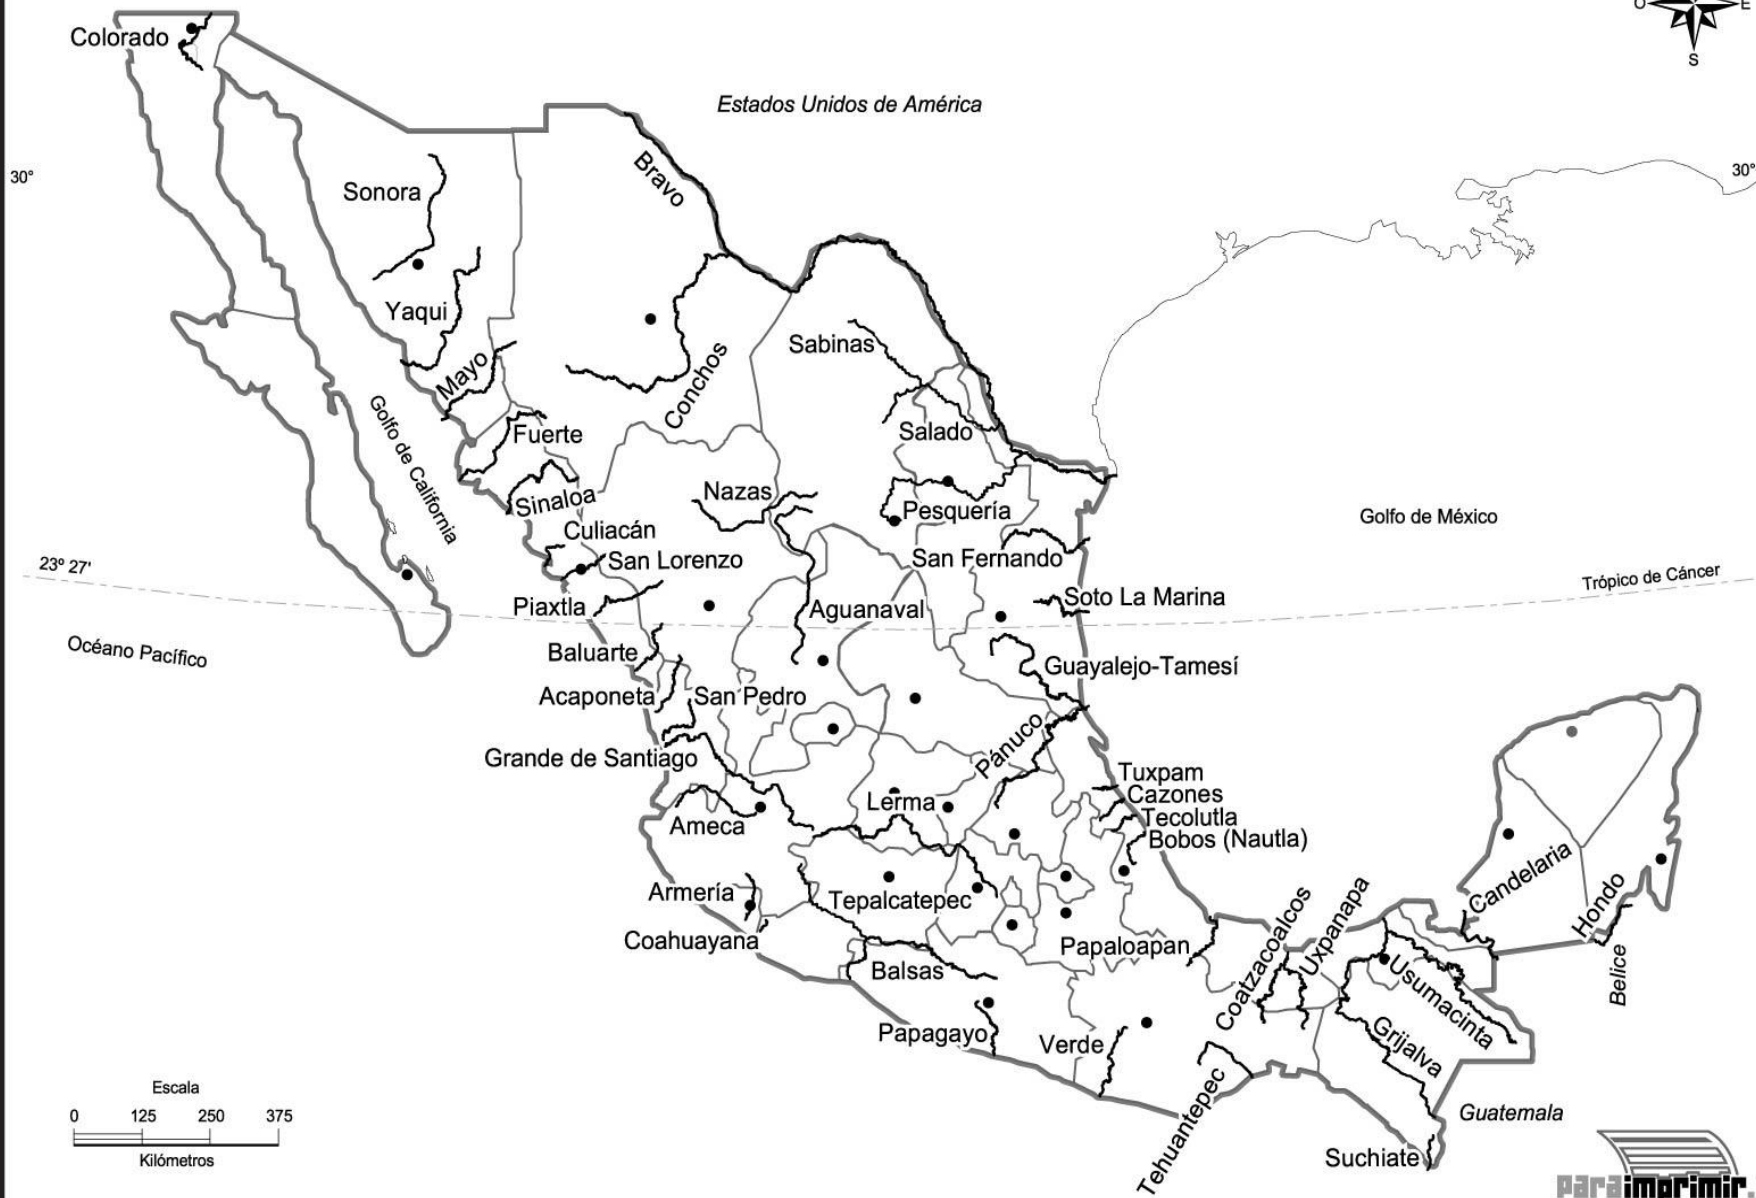 O
E
S
Colorado
Estados Unidos de América
30°
30°
Sonora
Bravo
Yaqui
Mayo
Conchos
Sabinas
Golfo de California
Fuerte
Salado
Sinaloa
Nazas
Pesquería
Golfo de México
Culiacán
San Lorenzo
San Fernando
23º 27'
Trópico de Cáncer
Piaxtla
Aguanaval
Soto La Marina
Océano Pacífico
Baluarte
Guayalejo-Tamesí
Acaponeta
San Pedro
Grande de Santiago
Pánuco
Tuxpam
Cazones
Lerma
Tecolutla
Ameca
Bobos (Nautla)
Armería
Tepalcatepec
Candelaria
Hondo
Coahuayana
Papaloapan
Coatzacoalcos
Uxpanapa
Balsas
Usumacinta
Belice
Papagayo
Verde
Grijalva
Escala
0 125 250 375
Kilómetros
Tehuantepec
Guatemala
Suchiate
paraimprimir.